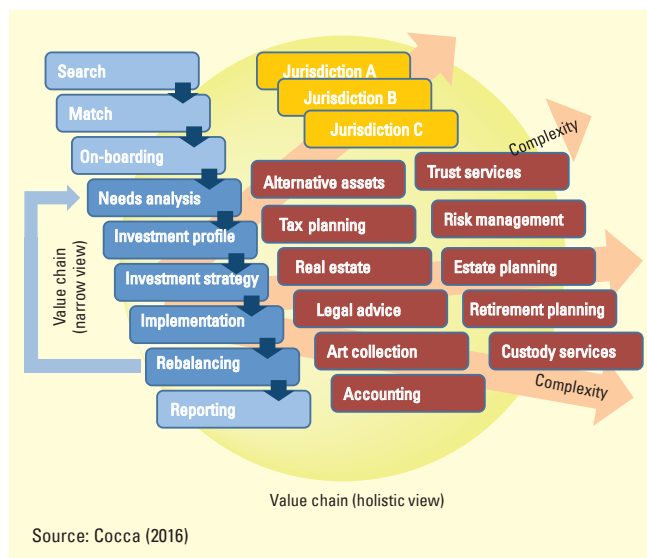 Search
Match
On-boarding
Needs analysis
Investment profile
Investment strategy
Implementation
Rebalancing
Reporting
Value chain
(narrow view)
Jurisdiction A
Jurisdiction B
Jurisdiction C
Alternative assets
Tax planning
Real estate
Legal advice
Art collection
Accounting
Complexity
Trust services
Risk management
Estate planning
Retirement planning
Custody services
Complexity
Value chain (holistic view)
Source: Cocca (2016)